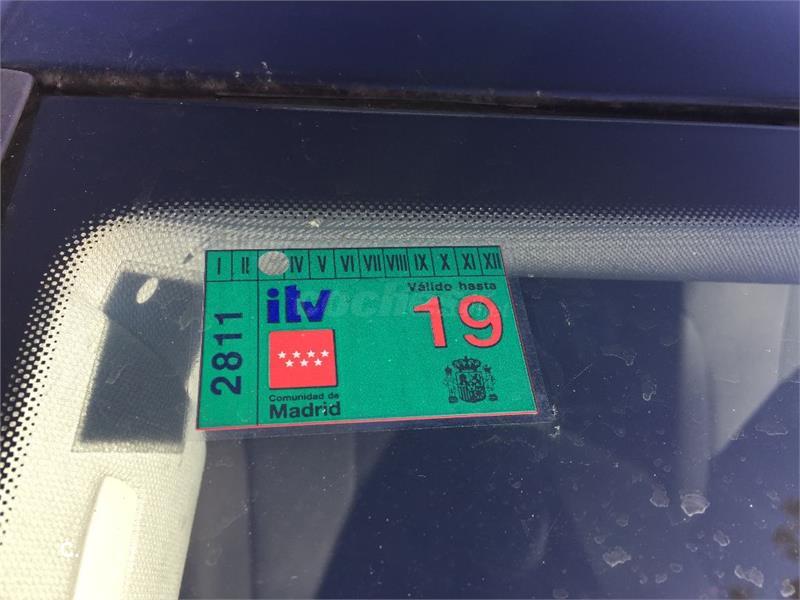 I II IV V VI VII VIII IX X XI XII
Válido hasta
itv
19
2811
Comunidad de
Madrid